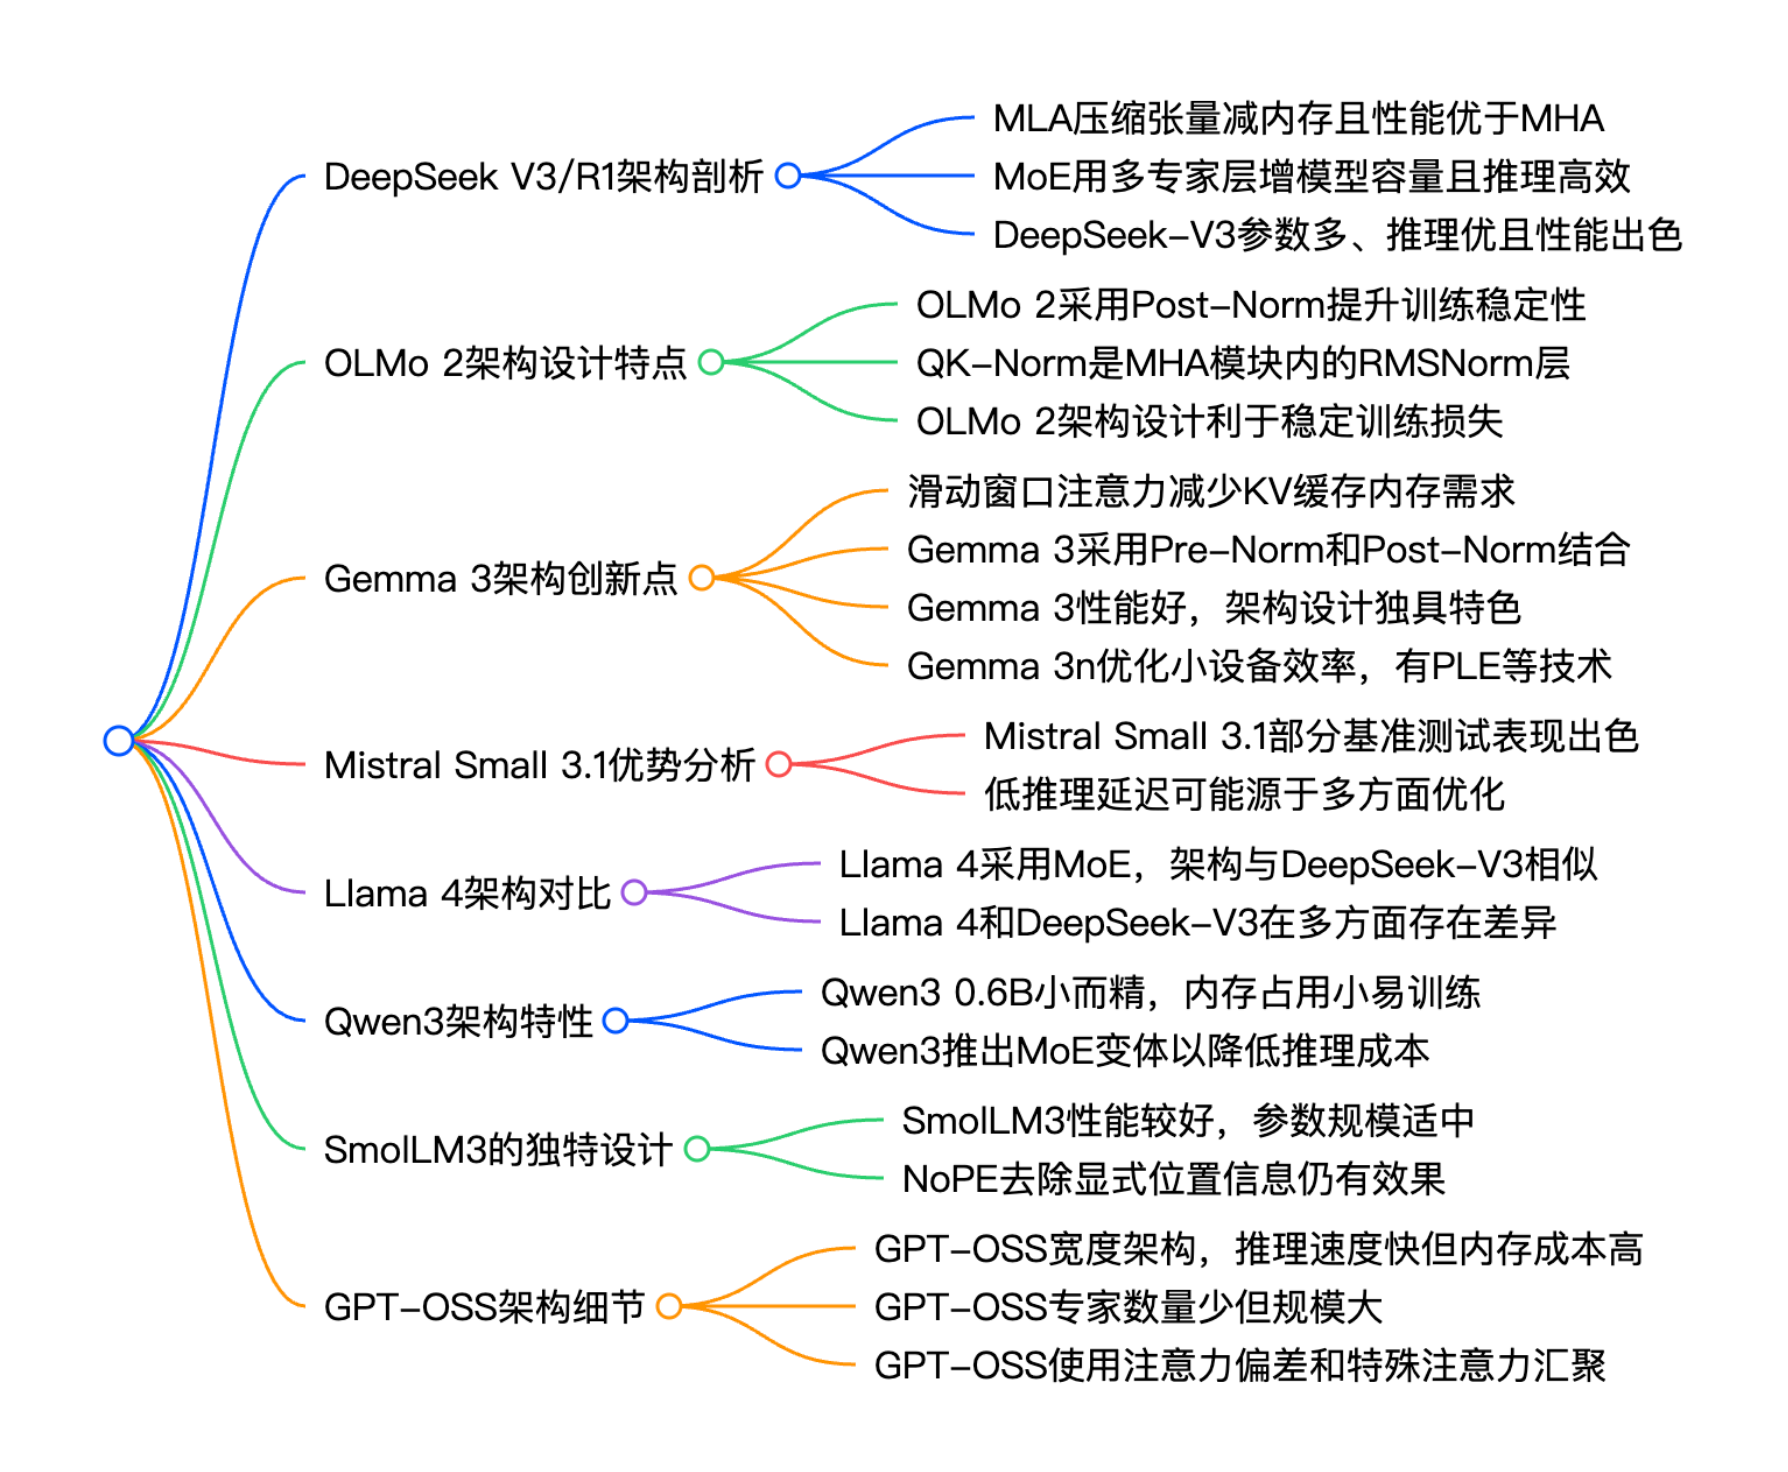 DeepSeek V3/R1架构剖析
MLA压缩张量减内存且性能优于MHA
MoE用多专家层增模型容量且推理高效
DeepSeek-V3参数多、推理优且性能出色
OLMo 2架构设计特点
OLMo 2采用Post-Norm提升训练稳定性
QK-Norm是MHA模块内的RMSNorm层
OLMo 2架构设计利于稳定训练损失
Gemma 3架构创新点
滑动窗口注意力减少KV缓存内存需求
Gemma 3采用Pre-Norm和Post-Norm结合
Gemma 3性能好，架构设计独具特色
Gemma 3n优化小设备效率，有PLE等技术
Mistral Small 3.1优势分析
Mistral Small 3.1部分基准测试表现出色
低推理延迟可能源于多方面优化
Llama 4架构对比
Llama 4采用MoE，架构与DeepSeek-V3相似
Llama 4和DeepSeek-V3在多方面存在差异
Qwen3架构特性
Qwen3 0.6B小而精，内存占用小易训练
Qwen3推出MoE变体以降低推理成本
SmolLM3的独特设计
SmolLM3性能较好，参数规模适中
NoPE去除显式位置信息仍有效果
GPT-OSS架构细节
GPT-OSS宽度架构，推理速度快但内存成本高
GPT-OSS专家数量少但规模大
GPT-OSS使用注意力偏差和特殊注意力汇聚